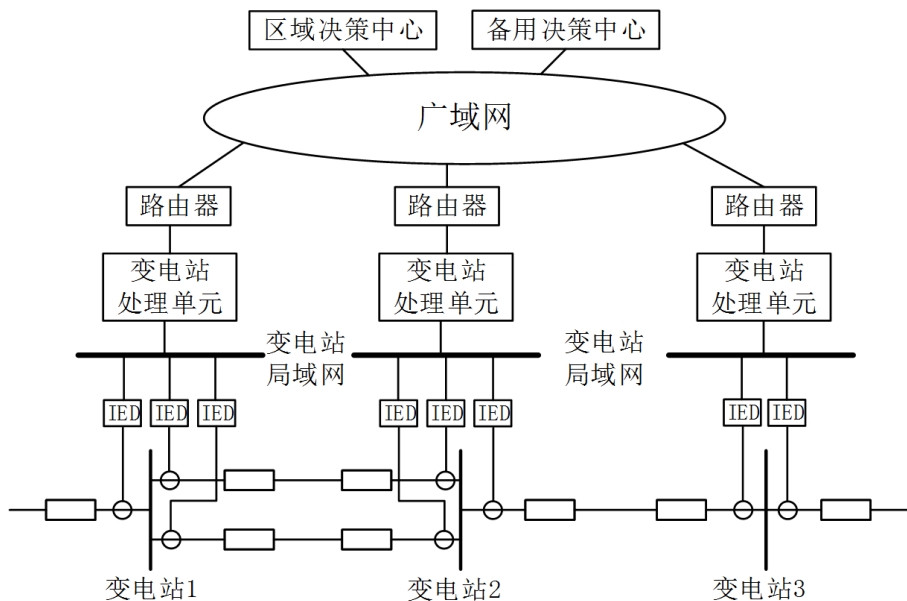 区域决策中心
备用决策中心
广域网
路由器
路由器
路由器
变电站
处理单元
变电站
处理单元
变电站
处理单元
变电站
局域网
变电站
局域网
IED
IED
IED
IED
IED
IED
IED
IED
变电站1
变电站2
变电站3